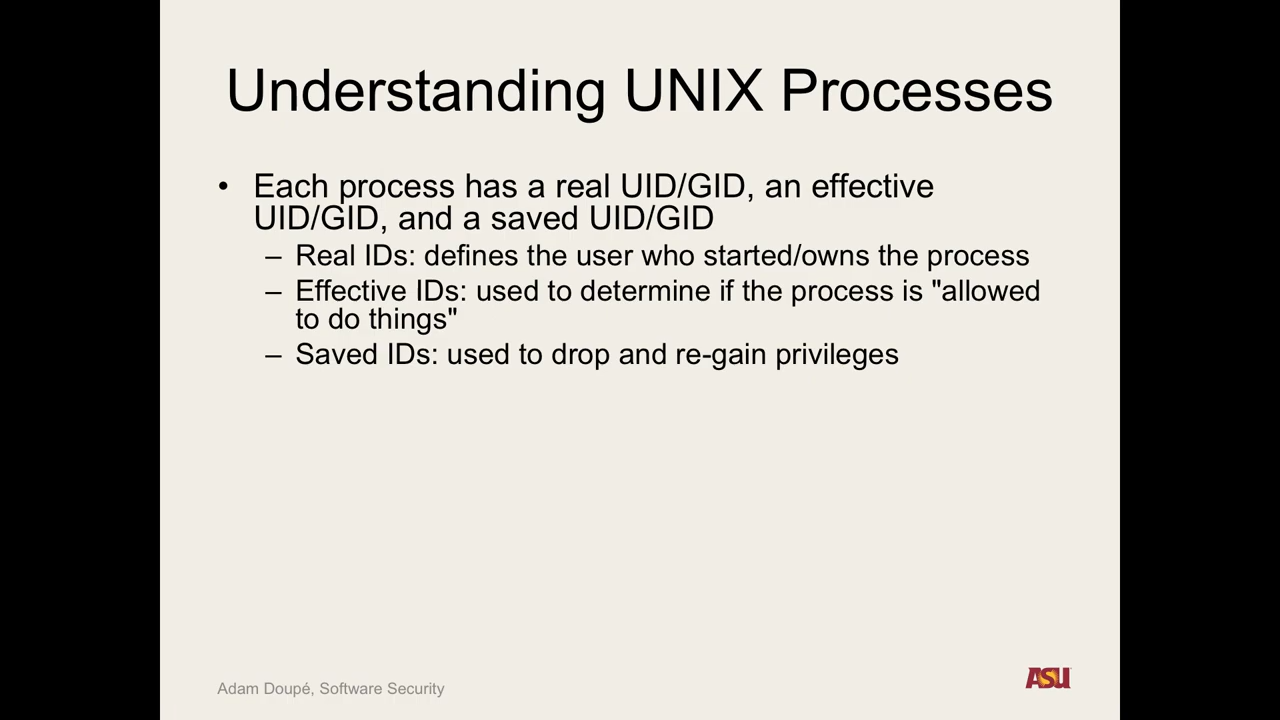 Understanding UNIX Processes
• Each process has a real UID/GID, an effective
UID/GID, and a saved UID/GID
– Real IDs: defines the user who started/owns the process
– Effective IDs: used to determine if the process is "allowed
to do things"
– Saved IDs: used to drop and re-gain privileges
Adam Doupé, Software Security
ASU